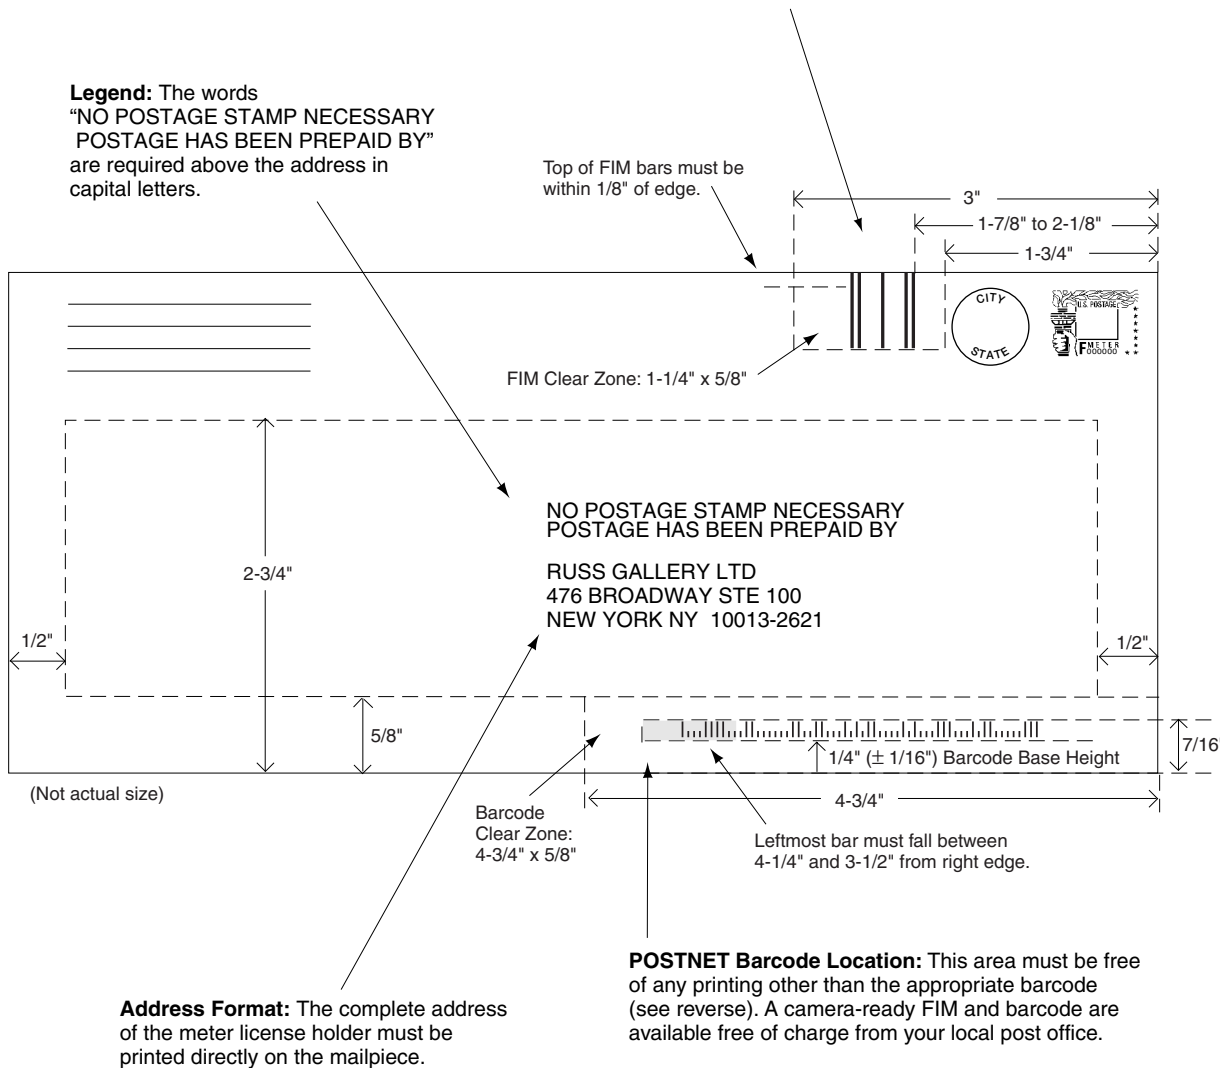 Legend: The words
“NO POSTAGE STAMP NECESSARY
POSTAGE HAS BEEN PREPAID BY”
are required above the address in
capital letters.
Top of FIM bars must be
within 1/8" of edge.
3"
1-7/8" to 2-1/8"
1-3/4"
CITY
STATE
U.S. POSTAGE
METER
F 000000
FIM Clear Zone: 1-1/4" x 5/8"
NO POSTAGE STAMP NECESSARY
POSTAGE HAS BEEN PREPAID BY
RUSS GALLERY LTD
476 BROADWAY STE 100
NEW YORK NY 10013-2621
2-3/4"
1/2"
1/2"
5/8"
7/16"
1/4" (± 1/16") Barcode Base Height
(Not actual size)
4-3/4"
Barcode
Clear Zone:
4-3/4" x 5/8"
Leftmost bar must fall between
4-1/4" and 3-1/2" from right edge.
POSTNET Barcode Location: This area must be free
of any printing other than the appropriate barcode
(see reverse). A camera-ready FIM and barcode are
available free of charge from your local post office.
Address Format: The complete address
of the meter license holder must be
printed directly on the mailpiece.